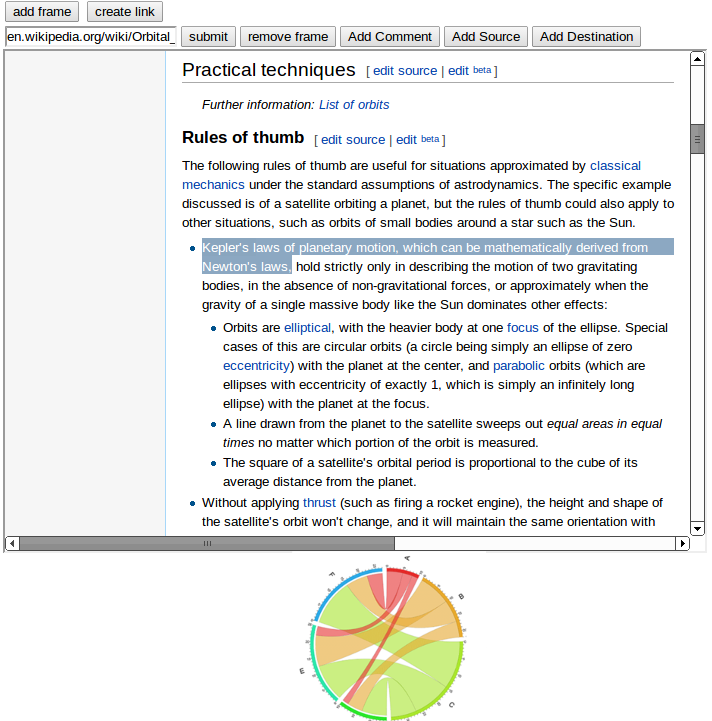 add frame create link
en.wikipedia.org/wiki/Orbital_ submit remove frame Add Comment Add Source Add Destination
Practical techniques [ edit source | edit beta ]
Further information: List of orbits
Rules of thumb [ edit source | edit beta ]
The following rules of thumb are useful for situations approximated by classical
mechanics under the standard assumptions of astrodynamics. The specific example
discussed is of a satellite orbiting a planet, but the rules of thumb could also apply to
other situations, such as orbits of small bodies around a star such as the Sun.
Kepler's laws of planetary motion, which can be mathematically derived from
Newton's laws, hold strictly only in describing the motion of two gravitating
bodies, in the absence of non-gravitational forces, or approximately when the
gravity of a single massive body like the Sun dominates other effects:
Orbits are elliptical, with the heavier body at one focus of the ellipse. Special
cases of this are circular orbits (a circle being simply an ellipse of zero
eccentricity) with the planet at the center, and parabolic orbits (which are
ellipses with eccentricity of exactly 1, which is simply an infinitely long
ellipse) with the planet at the focus.
A line drawn from the planet to the satellite sweeps out equal areas in equal
times no matter which portion of the orbit is measured.
The square of a satellite's orbital period is proportional to the cube of its
average distance from the planet.
Without applying thrust (such as firing a rocket engine), the height and shape of
the satellite's orbit won't change, and it will maintain the same orientation with
A
F
B
E
C